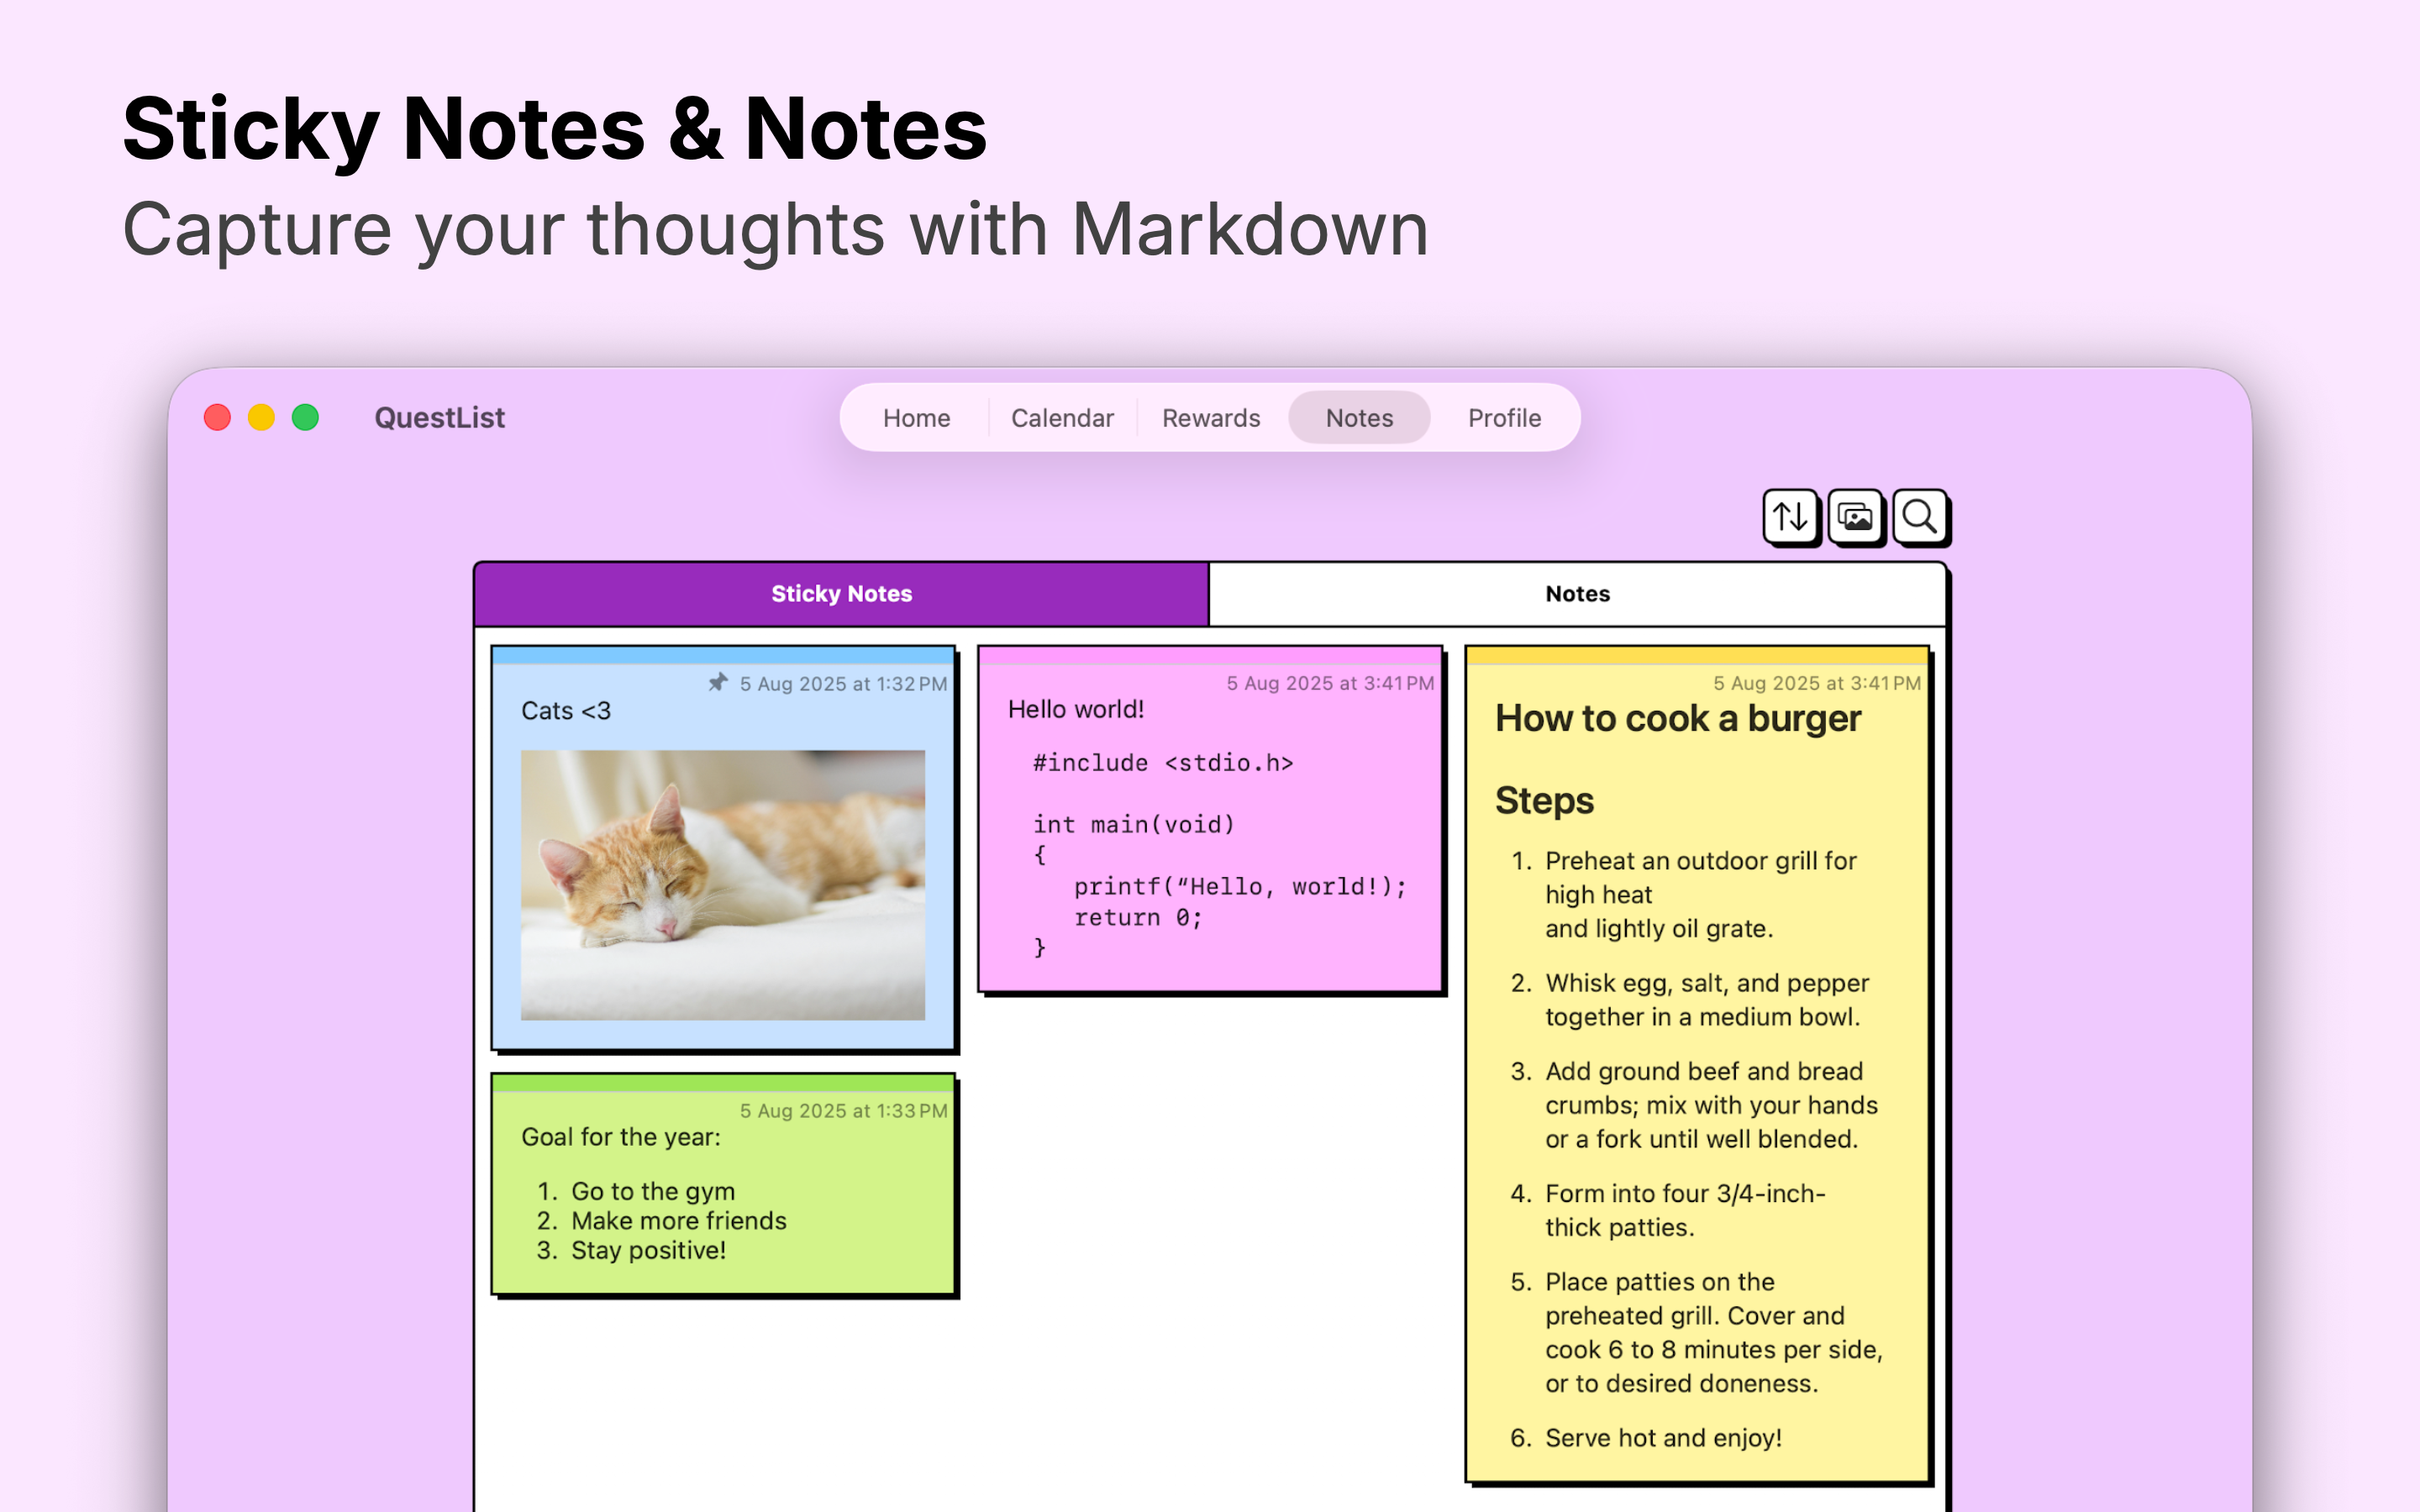 Sticky Notes & Notes
Capture your thoughts with Markdown
QuestList
Home
Calendar
Rewards
Notes
Profile
Sticky Notes
Notes
5 Aug 2025 at 1:32 PM
Cats <3
5 Aug 2025 at 1:33 PM
Goal for the year:
1. Go to the gym
2. Make more friends
3. Stay positive!
5 Aug 2025 at 3:41 PM
Hello world!
#include <stdio.h>
int main(void)
{
printf(“Hello, world!);
return 0;
}
5 Aug 2025 at 3:41 PM
How to cook a burger
Steps
1. Preheat an outdoor grill for
high heat
and lightly oil grate.
2. Whisk egg, salt, and pepper
together in a medium bowl.
3. Add ground beef and bread
crumbs; mix with your hands
or a fork until well blended.
4. Form into four 3/4-inch-
thick patties.
5. Place patties on the
preheated grill. Cover and
cook 6 to 8 minutes per side,
or to desired doneness.
6. Serve hot and enjoy!